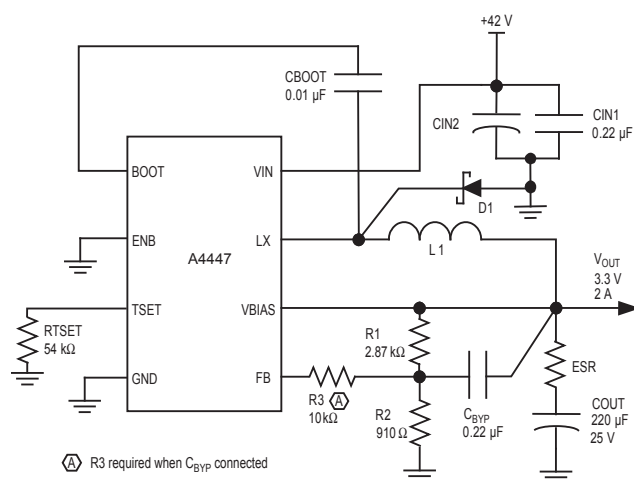 +42 V
CBOOT
0.01 µF
CIN2
CIN1
0.22 µF
BOOT
VIN
D1
ENB
LX
A4447
L1
VOUT
3.3 V
2 A
TSET
VBIAS
RTSET
54 kΩ
R1
2.87 kΩ
ESR
GND
FB
R3 A
10kΩ
R2
910 Ω
CBYP
0.22 µF
COUT
220 µF
25 V
A R3 required when CBYP connected